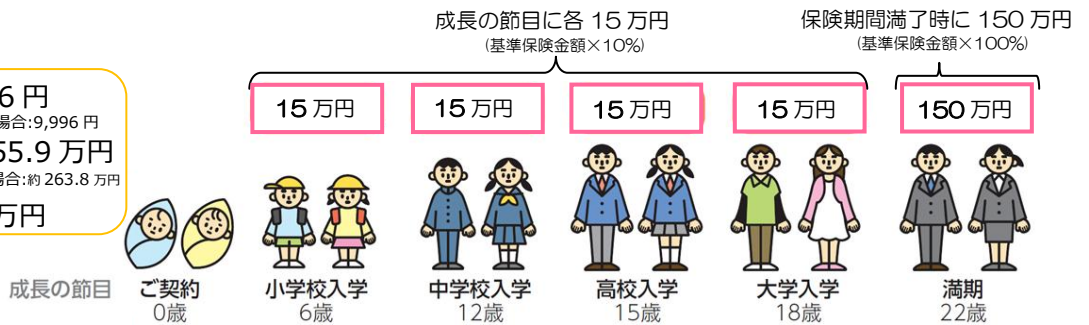 成長の節目に各 15 万円
(基準保険金額×10%)
保険期間満了時に 150 万円
(基準保険金額×100%)
6 円
場合:9,996 円
55.9 万円
場合:約 263.8 万円
万円
15 万円
15 万円
15 万円
15 万円
150 万円
成長の節目
ご契約
0歳
小学校入学
6歳
中学校入学
12歳
高校入学
15歳
大学入学
18歳
満期
22歳